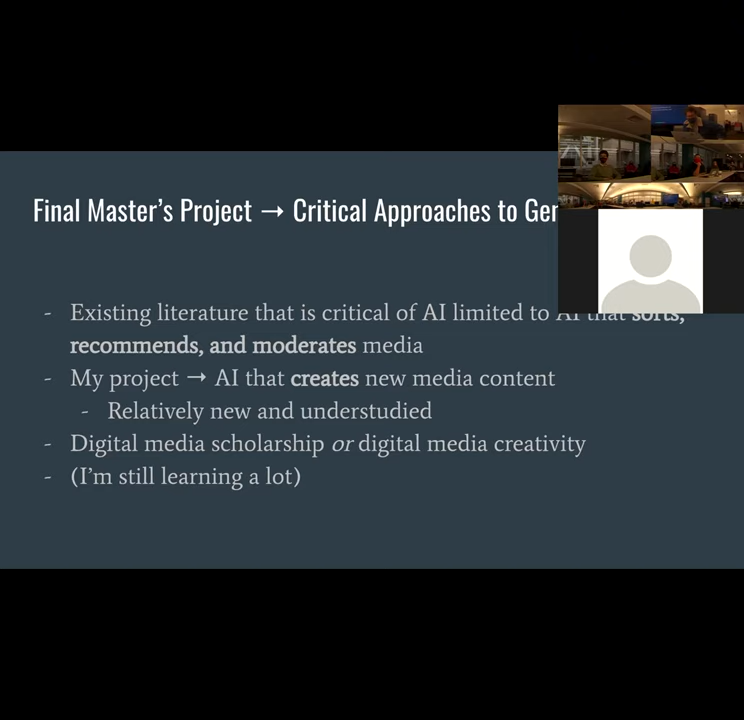 Final Master's Project → Critical Approaches to
- Existing literature that is critical of AI limited to AI that sorts,
recommends, and moderates media
- My project → AI that creates new media content
- Relatively new and understudied
- Digital media scholarship or digital media creativity
- (I'm still learning a lot)